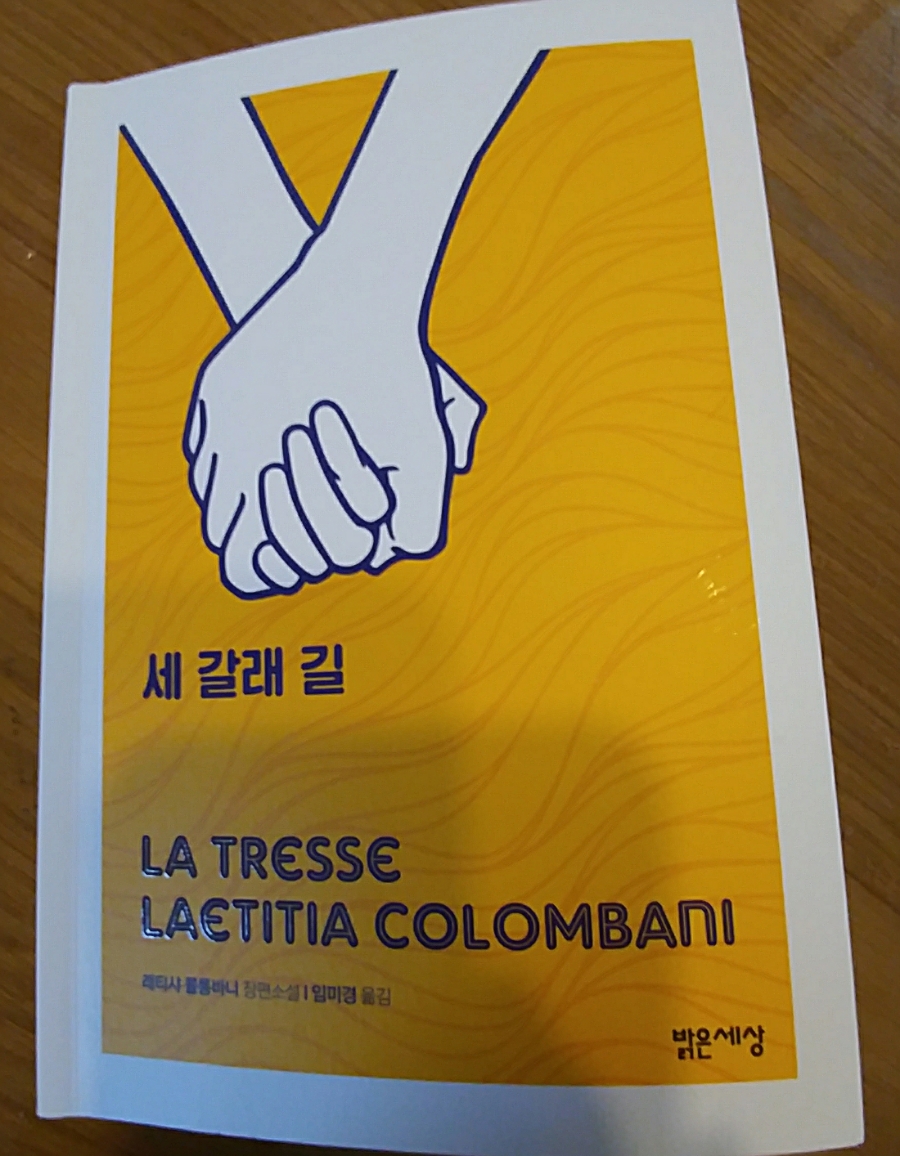 세 갈래 길
LA TRESSE
LAETITIA COLOMBANI
레티샤 콜롱바니 장편소설 | 임미경 옮김
밝은세상